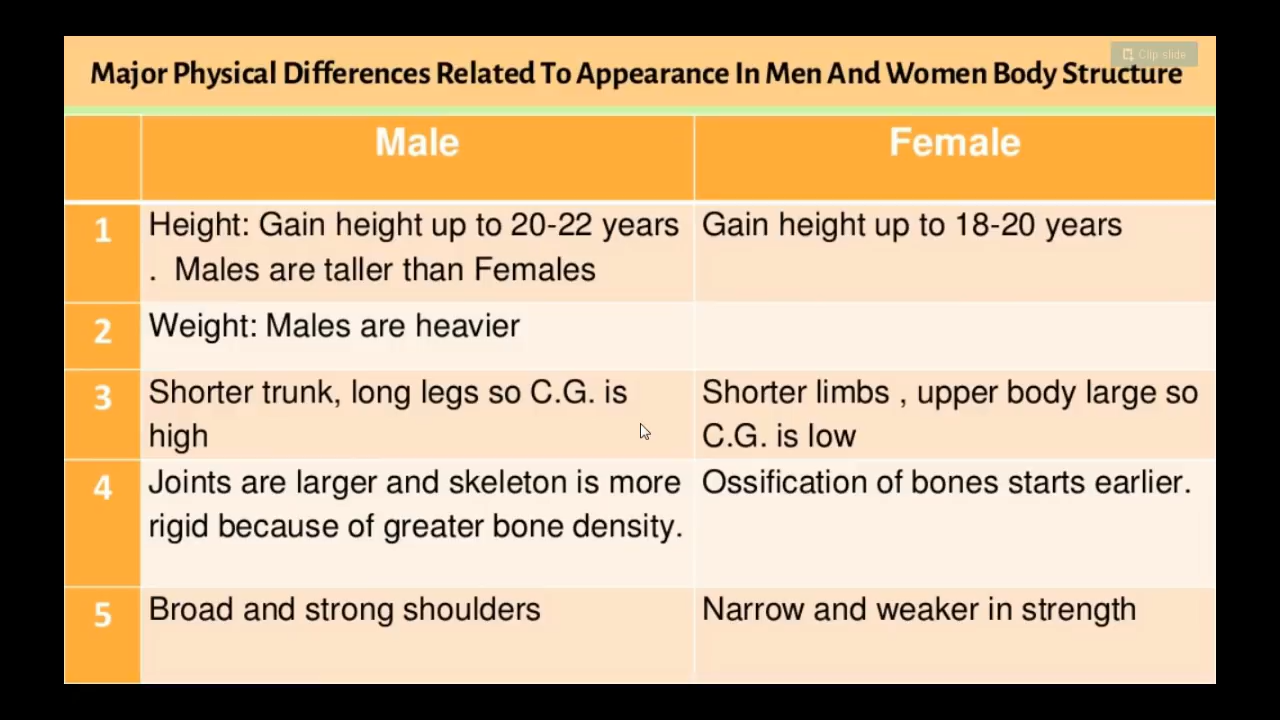 Clip slide
Major Physical Differences Related To Appearance In Men And Women Body Structure
Male
Female
1
Height: Gain height up to 20-22 years
. Males are taller than Females
Gain height up to 18-20 years
2
Weight: Males are heavier
3
Shorter trunk, long legs so C.G. is
high
Shorter limbs , upper body large so
C.G. is low
4
Joints are larger and skeleton is more
rigid because of greater bone density.
Ossification of bones starts earlier.
5
Broad and strong shoulders
Narrow and weaker in strength